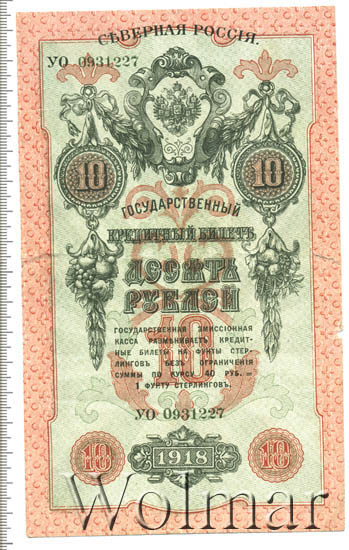 СѢВЕРНАЯ РОССІЯ.
УО 0931227
10 10
ГОСУДАРСТВЕННЫЙ
КРЕДИТНЫЙ БИЛЕТЪ
ДЕСЯТЬ
РУБЛЕЙ
ГОСУДАРСТВЕННАЯ ЭМИССІОННАЯ
КАССА РАЗМѢНИВАЕТЪ КРЕДИТ-
НЫЕ БИЛЕТЫ НА ФУНТЫ СТЕР-
ЛИНГОВЪ БЕЗЪ ОГРАНИЧЕНІЯ
СУММЫ ПО КУРСУ 40 РУБ. =
1 ФУНТУ СТЕРЛИНГОВЪ.
10
УО 0931227
10 1918 10
Wolmar